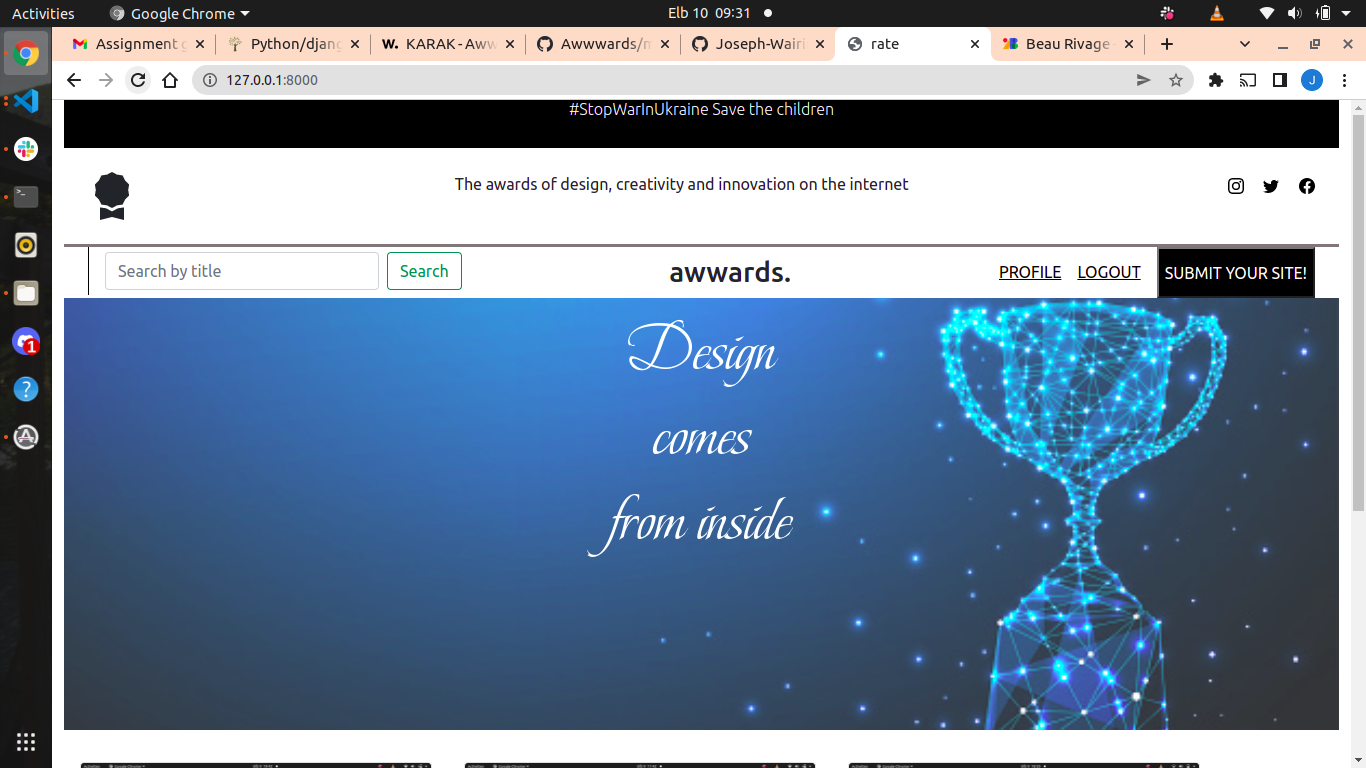 Activities Google Chrome Elb 10 09:31
Assignment g Python/djang KARAK - Aww Awwwards/m Joseph-Wairi rate Beau Rivage
127.0.0.1:8000
#StopWarInUkraine Save the children
The awards of design, creativity and innovation on the internet
Search by title Search awwards. PROFILE LOGOUT SUBMIT YOUR SITE!
Design
comes
from inside